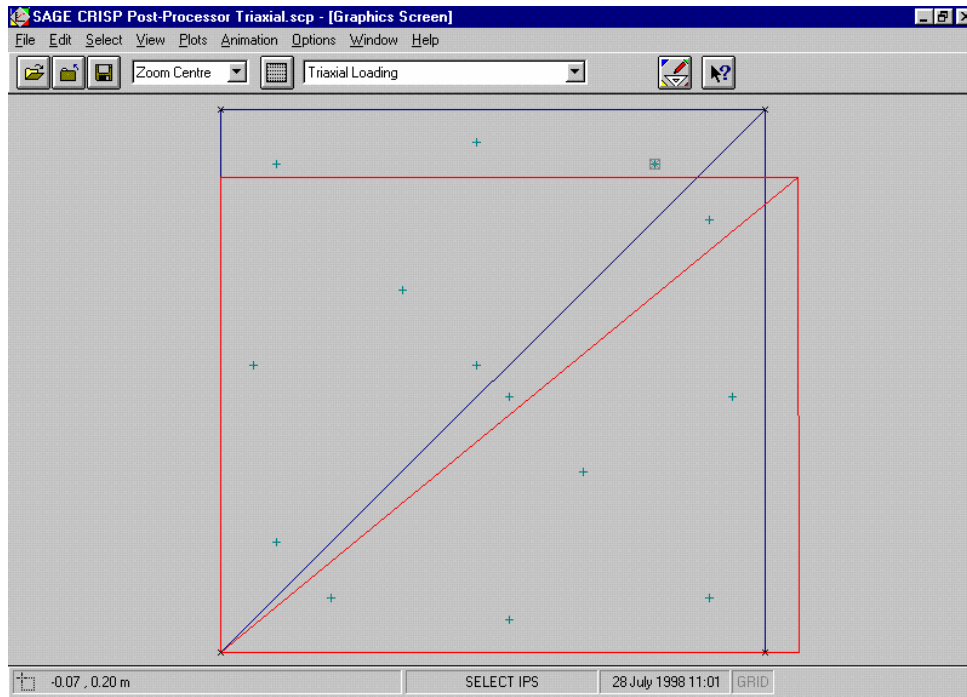 SAGE CRISP Post-Processor Triaxial.scp - [Graphics Screen]
File Edit Select View Plots Animation Options Window Help
Zoom Centre Triaxial Loading
-0.07 , 0.20 m SELECT IPS 28 July 1998 11:01 GRID